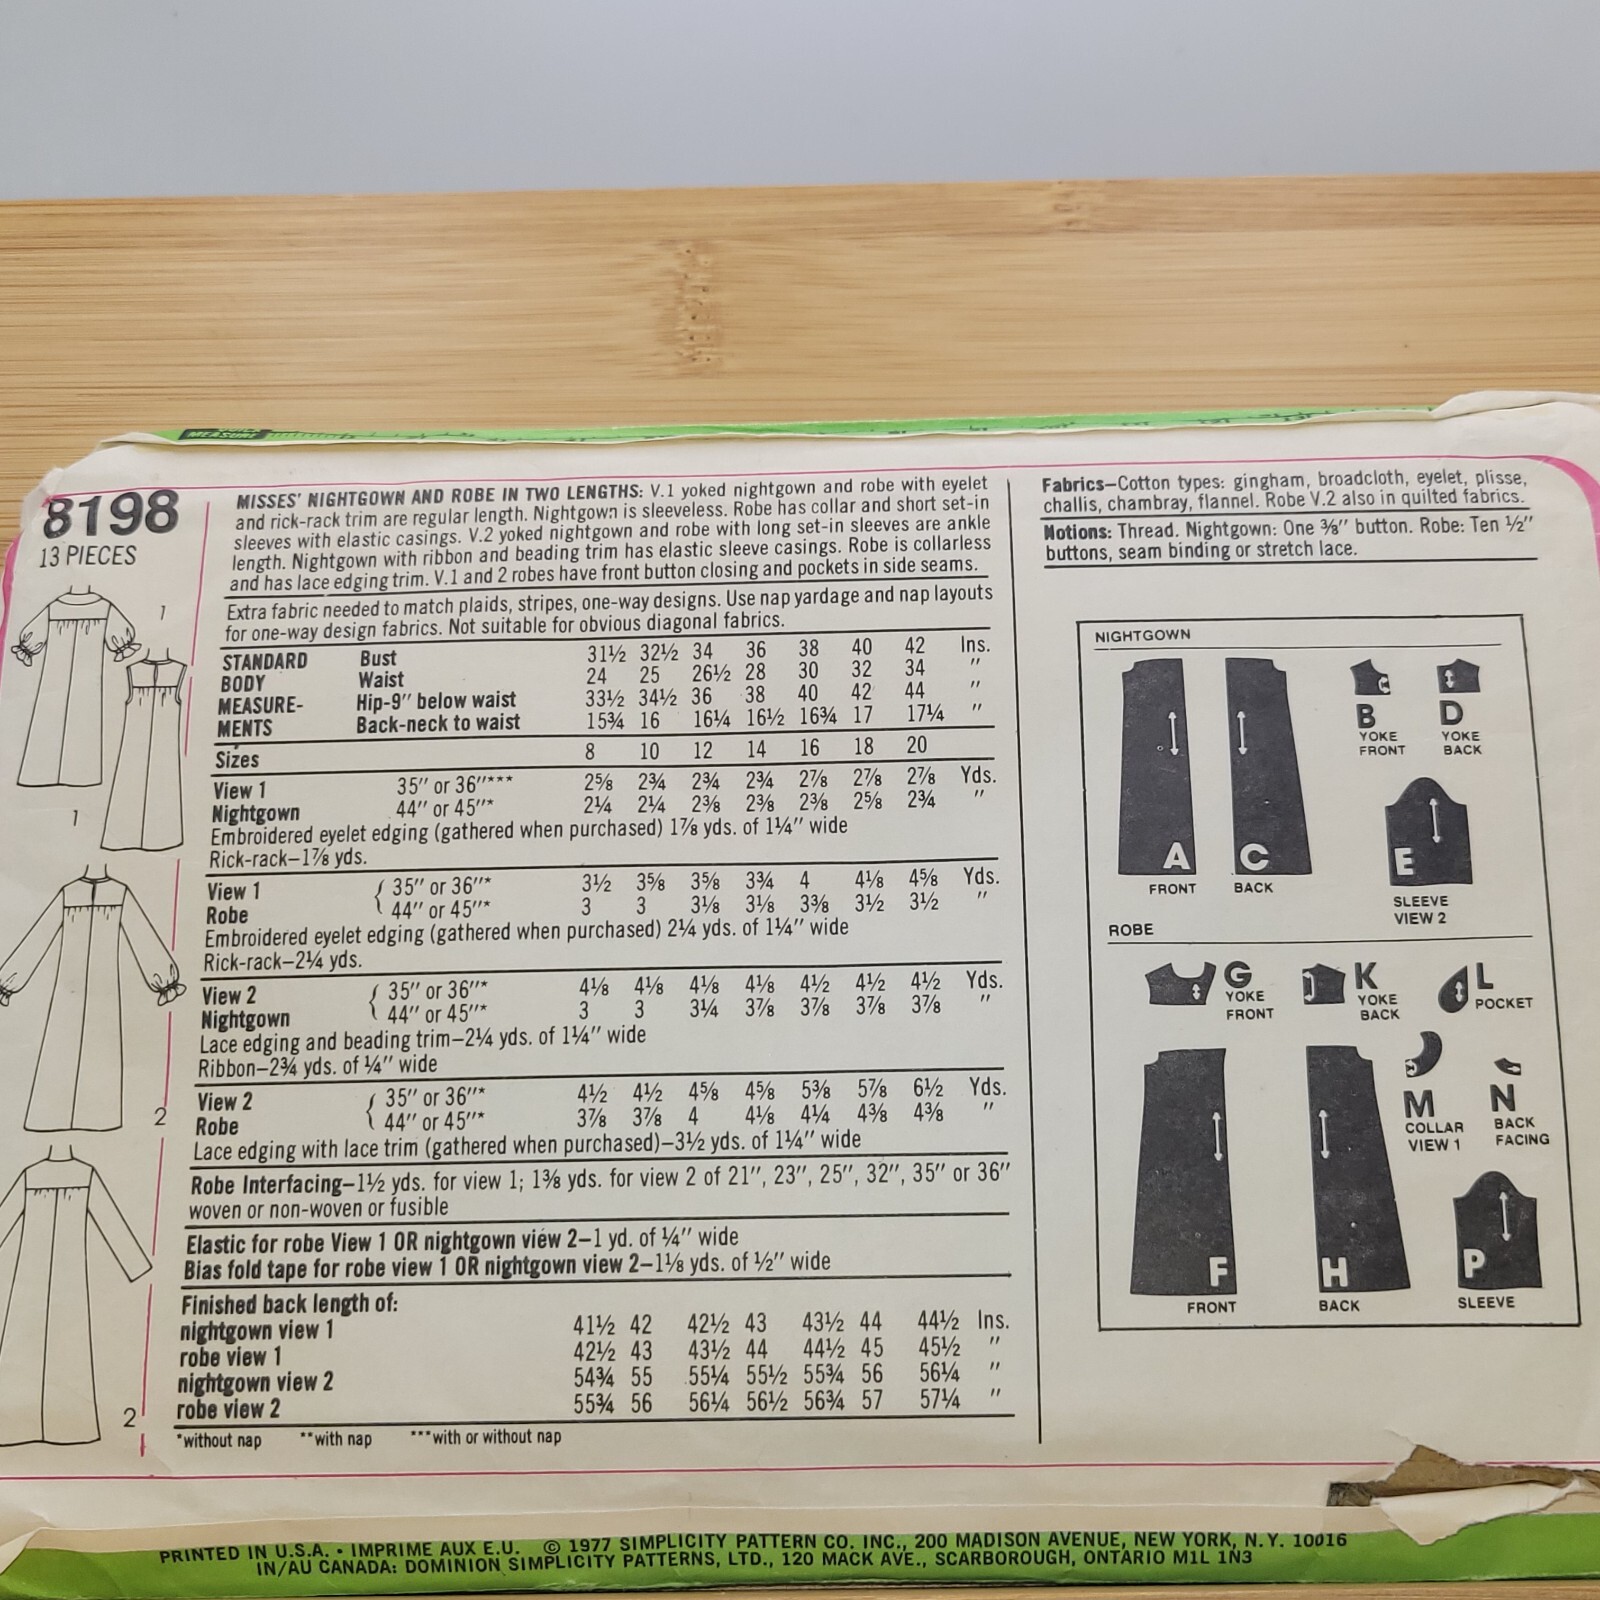 MEASURE
8198
13 PIECES
1
1
2
2
MISSES' NIGHTGOWN AND ROBE IN TWO LENGTHS: V.1 yoked nightgown and robe with eyelet
and rick-rack trim are regular length. Nightgown is sleeveless. Robe has collar and short set-in
sleeves with elastic casings. V.2 yoked nightgown and robe with long set-in sleeves are ankle
length. Nightgown with ribbon and beading trim has elastic sleeve casings. Robe is collarless
and has lace edging trim. V.1 and 2 robes have front button closing and pockets in side seams.
Extra fabric needed to match plaids, stripes, one-way designs. Use nap yardage and nap layouts
for one-way design fabrics. Not suitable for obvious diagonal fabrics.
STANDARD Bust 31½ 32½ 34 36 38 40 42 Ins.
BODY Waist 24 25 26½ 28 30 32 34 "
MEASURE- Hip-9" below waist 33½ 34½ 36 38 40 42 44 "
MENTS Back-neck to waist 15¾ 16 16¼ 16½ 16¾ 17 17¼ "
Sizes 8 10 12 14 16 18 20
View 1 35" or 36"*** 2⅝ 2¾ 2¾ 2¾ 2⅞ 2⅞ 2⅞ Yds.
Nightgown 44" or 45"* 2¼ 2¼ 2⅜ 2⅜ 2⅜ 2⅝ 2¾ "
Embroidered eyelet edging (gathered when purchased) 1⅞ yds. of 1¼" wide
Rick-rack–1⅞ yds.
View 1 { 35" or 36"* 3½ 3⅝ 3⅝ 3¾ 4 4⅛ 4⅝ Yds.
Robe { 44" or 45"* 3 3 3⅛ 3⅛ 3⅜ 3½ 3½ "
Embroidered eyelet edging (gathered when purchased) 2¼ yds. of 1¼" wide
Rick-rack–2¼ yds.
View 2 { 35" or 36"* 4⅛ 4⅛ 4⅛ 4⅛ 4½ 4½ 4½ Yds.
Nightgown { 44" or 45"* 3 3 3¼ 3⅞ 3⅞ 3⅞ 3⅞ "
Lace edging and beading trim–2¼ yds. of 1¼" wide
Ribbon–2¾ yds. of ¼" wide
View 2 { 35" or 36"* 4½ 4½ 4⅝ 4⅝ 5⅜ 5⅞ 6½ Yds.
Robe { 44" or 45"* 3⅞ 3⅞ 4 4⅛ 4¼ 4⅜ 4⅜ "
Lace edging with lace trim (gathered when purchased)–3½ yds. of 1¼" wide
Robe Interfacing–1½ yds. for view 1; 1⅜ yds. for view 2 of 21", 23", 25", 32", 35" or 36"
woven or non-woven or fusible
Elastic for robe View 1 OR nightgown view 2–1 yd. of ¼" wide
Bias fold tape for robe view 1 OR nightgown view 2–1⅛ yds. of ½" wide
Finished back length of:
nightgown view 1 41½ 42 42½ 43 43½ 44 44½ Ins.
robe view 1 42½ 43 43½ 44 44½ 45 45½ "
nightgown view 2 54¾ 55 55¼ 55½ 55¾ 56 56¼ "
robe view 2 55¾ 56 56¼ 56½ 56¾ 57 57¼ "
*without nap **with nap ***with or without nap
Fabrics–Cotton types: gingham, broadcloth, eyelet, plisse,
challis, chambray, flannel. Robe V.2 also in quilted fabrics.
Notions: Thread. Nightgown: One ⅜" button. Robe: Ten ½"
buttons, seam binding or stretch lace.
NIGHTGOWN
A
FRONT
C
BACK
B
YOKE
FRONT
D
YOKE
BACK
E
SLEEVE
VIEW 2
ROBE
G
YOKE
FRONT
K
YOKE
BACK
L
POCKET
M
COLLAR
VIEW 1
N
BACK
FACING
F
FRONT
H
BACK
P
SLEEVE
PRINTED IN U.S.A. • IMPRIME AUX E.U. © 1977 SIMPLICITY PATTERN CO. INC., 200 MADISON AVENUE, NEW YORK, N.Y. 10016
IN/AU CANADA: DOMINION SIMPLICITY PATTERNS, LTD., 120 MACK AVE., SCARBOROUGH, ONTARIO M1L 1N3